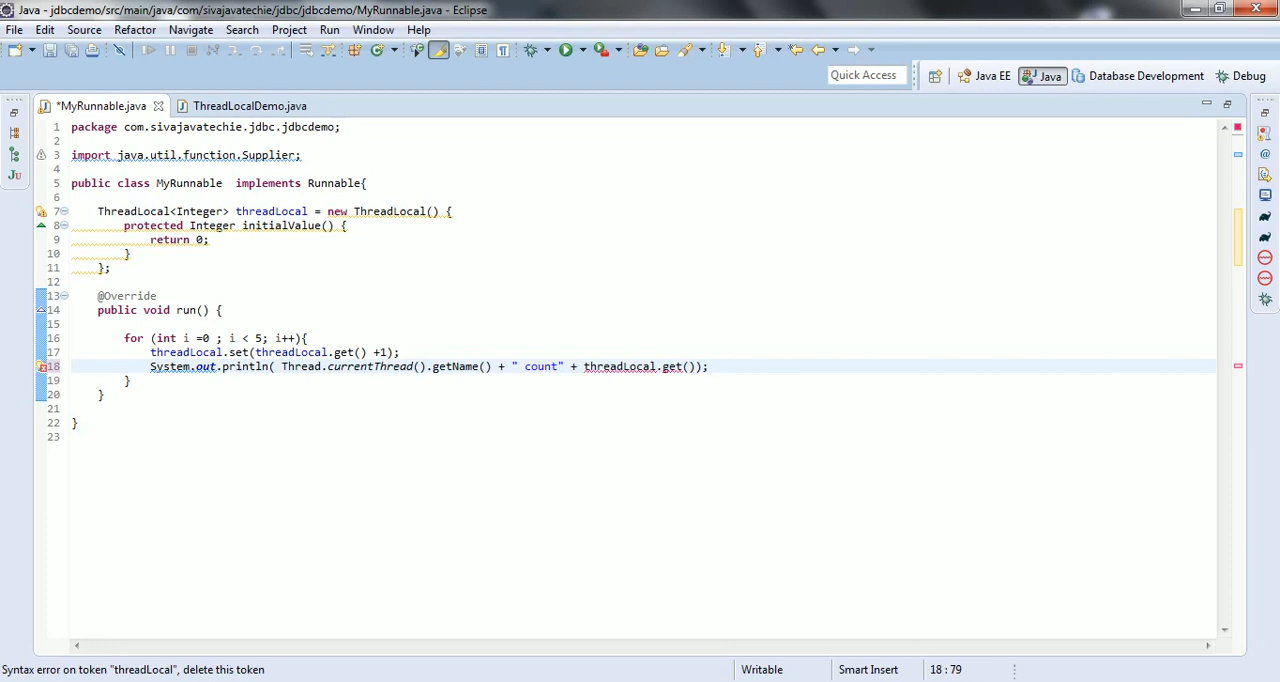 Java - jdbcdemo/src/main/java/com/sivajavatechie/jdbc/jdbcdemo/MyRunnable.java - Eclipse
File Edit Source Refactor Navigate Search Project Run Window Help
Quick Access Java EE Java Database Development Debug
*MyRunnable.java ThreadLocalDemo.java
1 package com.sivajavatechie.jdbc.jdbcdemo;
2
3 import java.util.function.Supplier;
4
5 public class MyRunnable  implements Runnable{
6
7 ThreadLocal<Integer> threadLocal = new ThreadLocal() {
8 protected Integer initialValue() {
9 return 0;
10 }
11 };
12
13 @Override
14 public void run() {
15
16 for (int i =0 ; i < 5; i++){
17 threadLocal.set(threadLocal.get() +1);
18 System.out.println( Thread.currentThread().getName() + " count" + threadLocal.get());
19 }
20 }
21
22 }
23
Syntax error on token "threadLocal", delete this token Writable Smart Insert 18 : 79